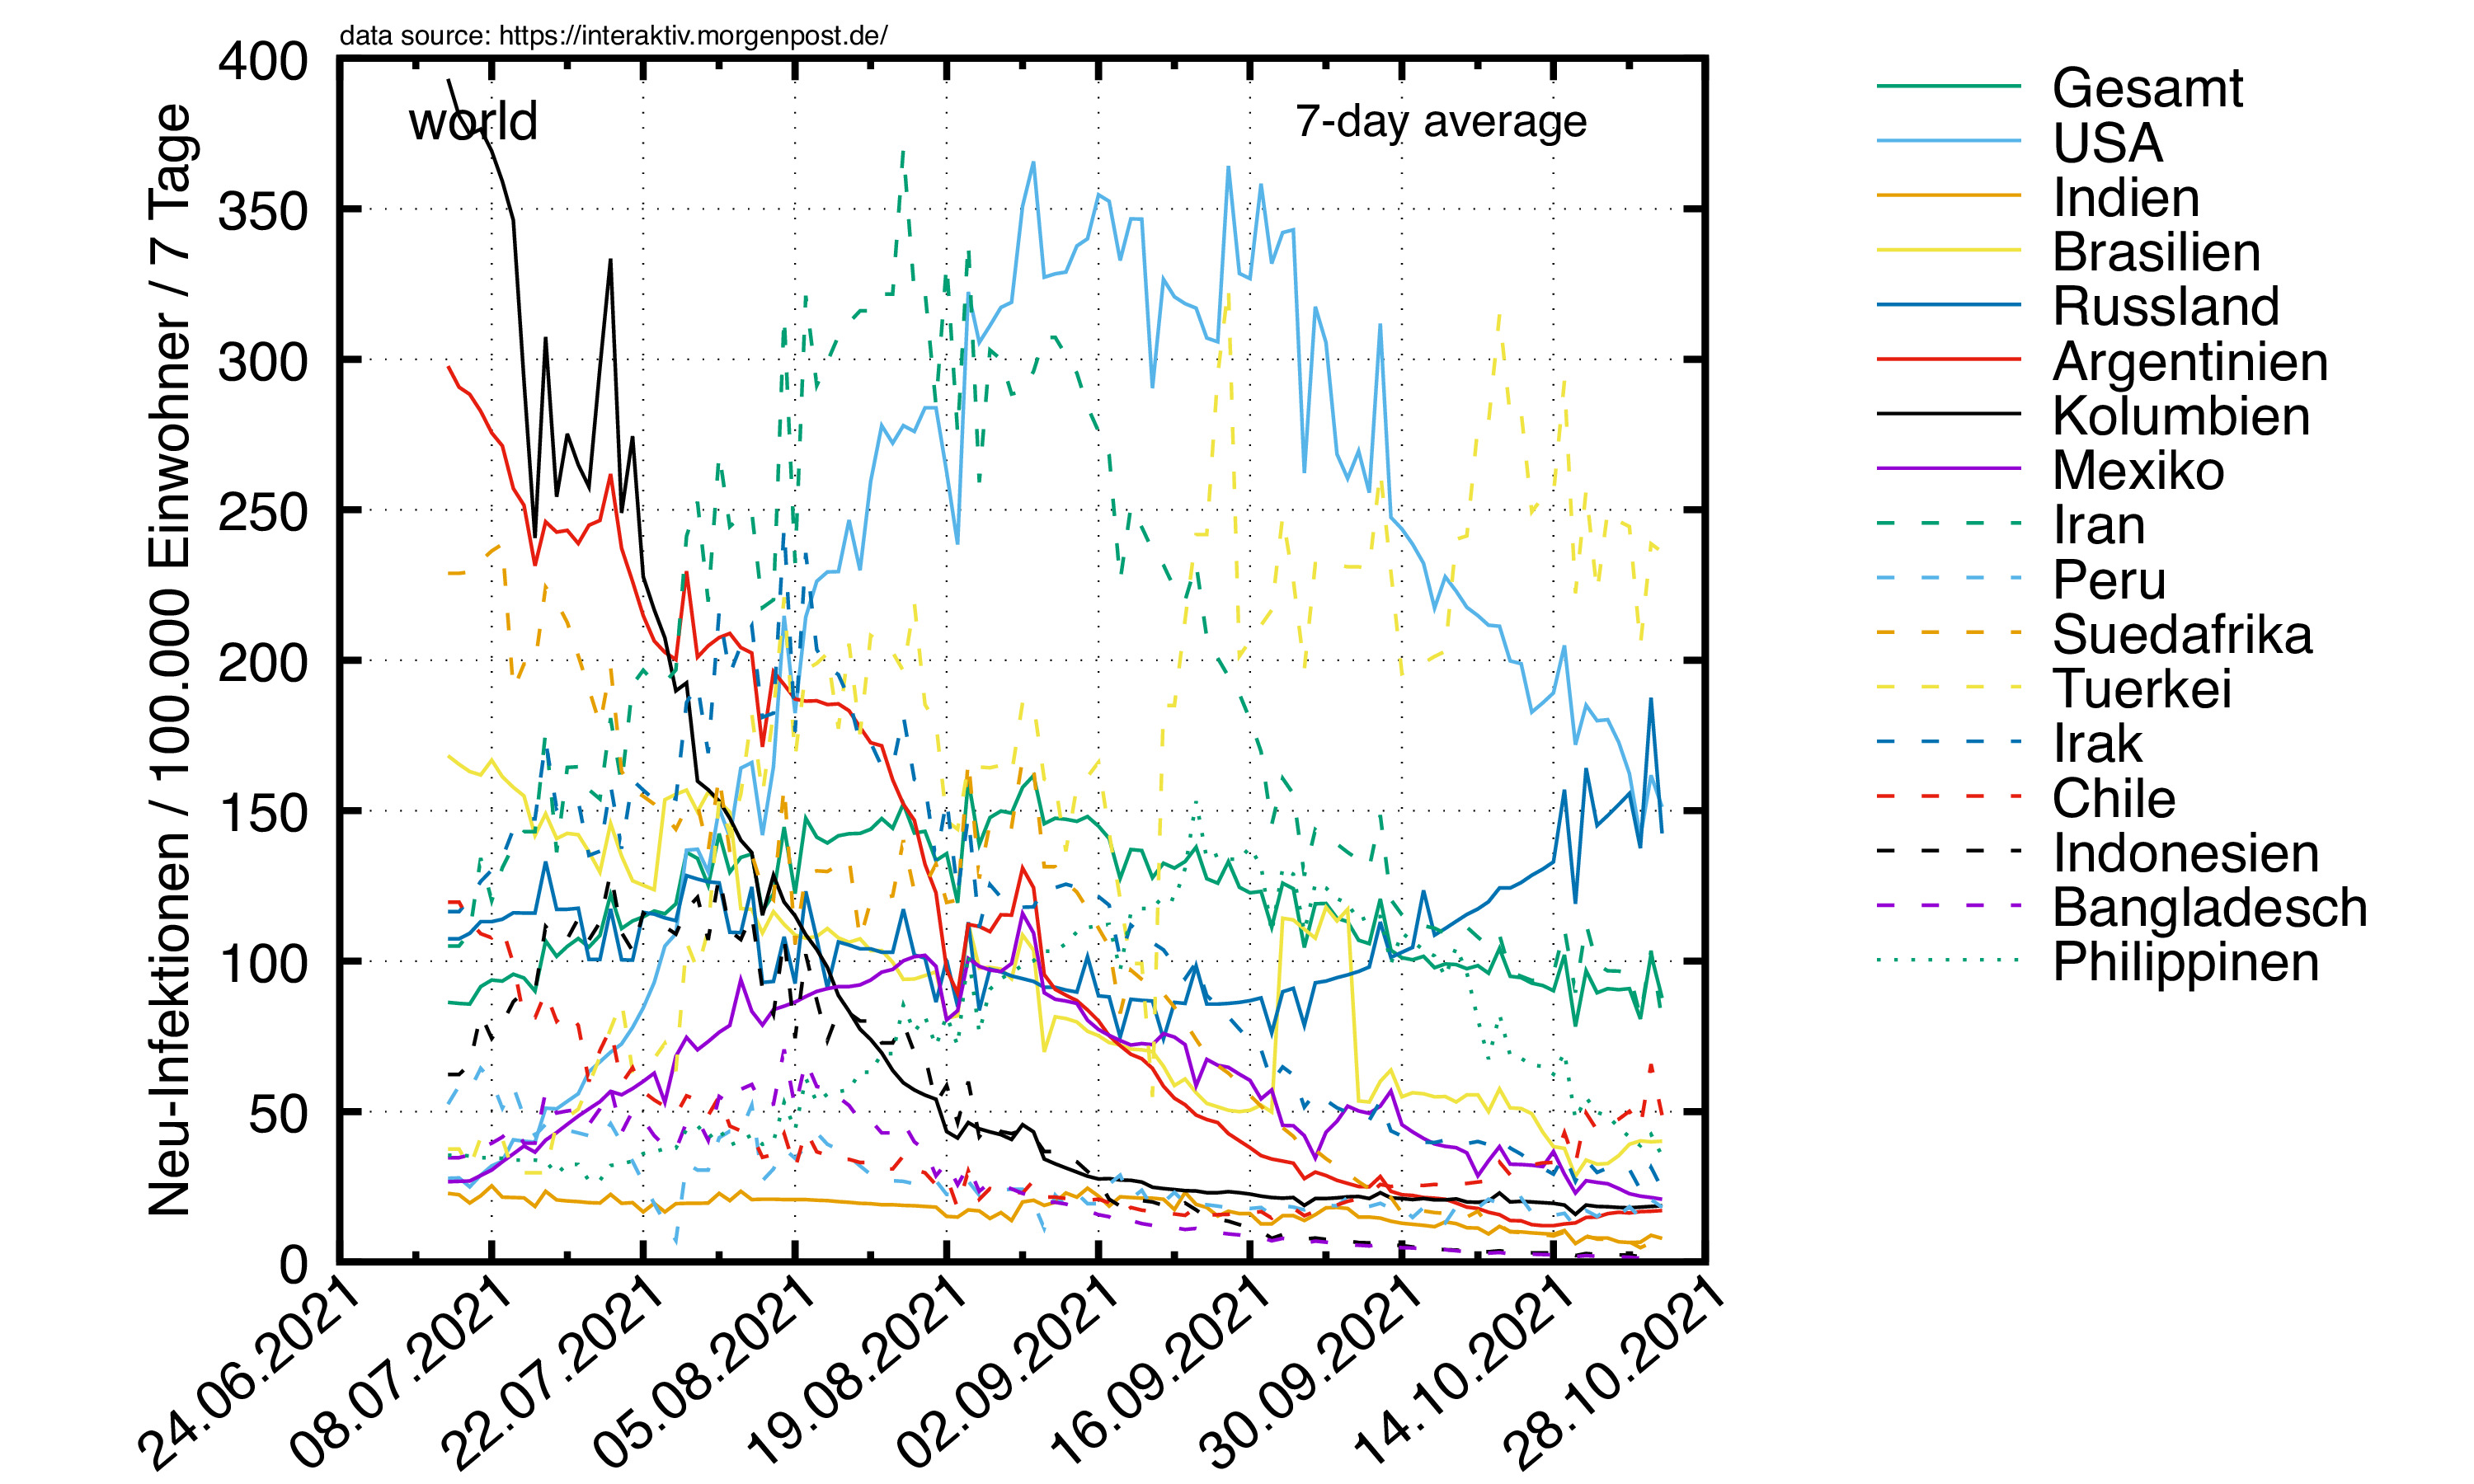 data source: https://interaktiv.morgenpost.de/
Neu-Infektionen / 100.000 Einwohner / 7 Tage
400
350
300
250
200
150
100
50
0
world
7-day average
24.06.2021
08.07.2021
22.07.2021
05.08.2021
19.08.2021
02.09.2021
16.09.2021
30.09.2021
14.10.2021
28.10.2021
Gesamt
USA
Indien
Brasilien
Russland
Argentinien
Kolumbien
Mexiko
Iran
Peru
Suedafrika
Tuerkei
Irak
Chile
Indonesien
Bangladesch
Philippinen